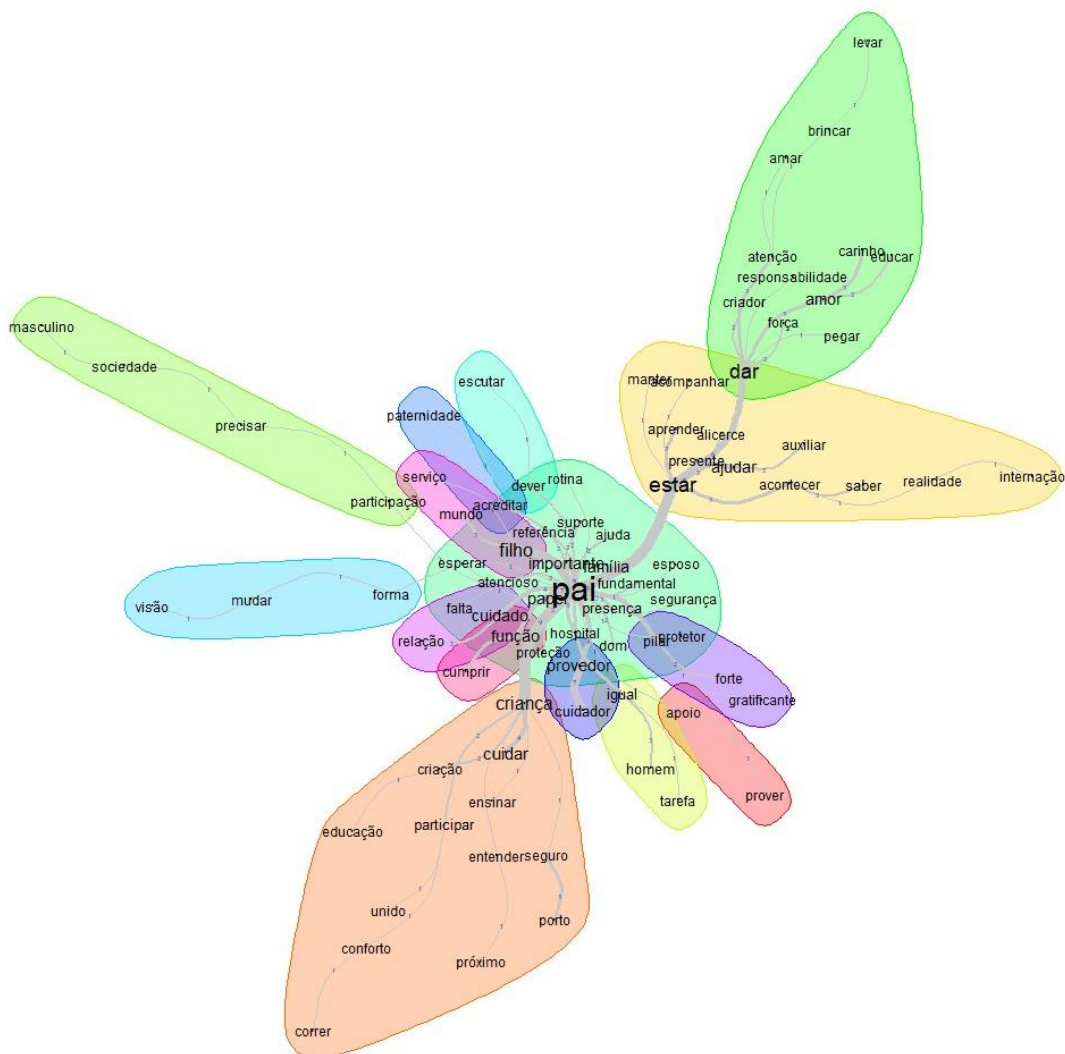 levar
brincar
amar
carinho
atenção
educar
responsabilidade
criador
amor
força
pegar
masculino
sociedade
dar
manter
acompanhar
escutar
paternidade
precisar
aprender
alicerce
auxiliar
presente
ajudar
serviço
dever
rotina
estar
acontecer
saber
realidade
internação
participação
mundo
acreditar
suporte
referência
ajuda
filho
esperar
importante
família
esposo
atencioso
pai
fundamental
visão
mudar
forma
papel
segurança
falta
cuidado
presença
relação
função
hospital
dom
pilar
protetor
proteção
cumprir
provedor
forte
igual
gratificante
criança
cuidador
apoio
cuidar
criação
homem
prover
ensinar
tarefa
educação
participar
entender
seguro
unido
porto
conforto
próximo
correr